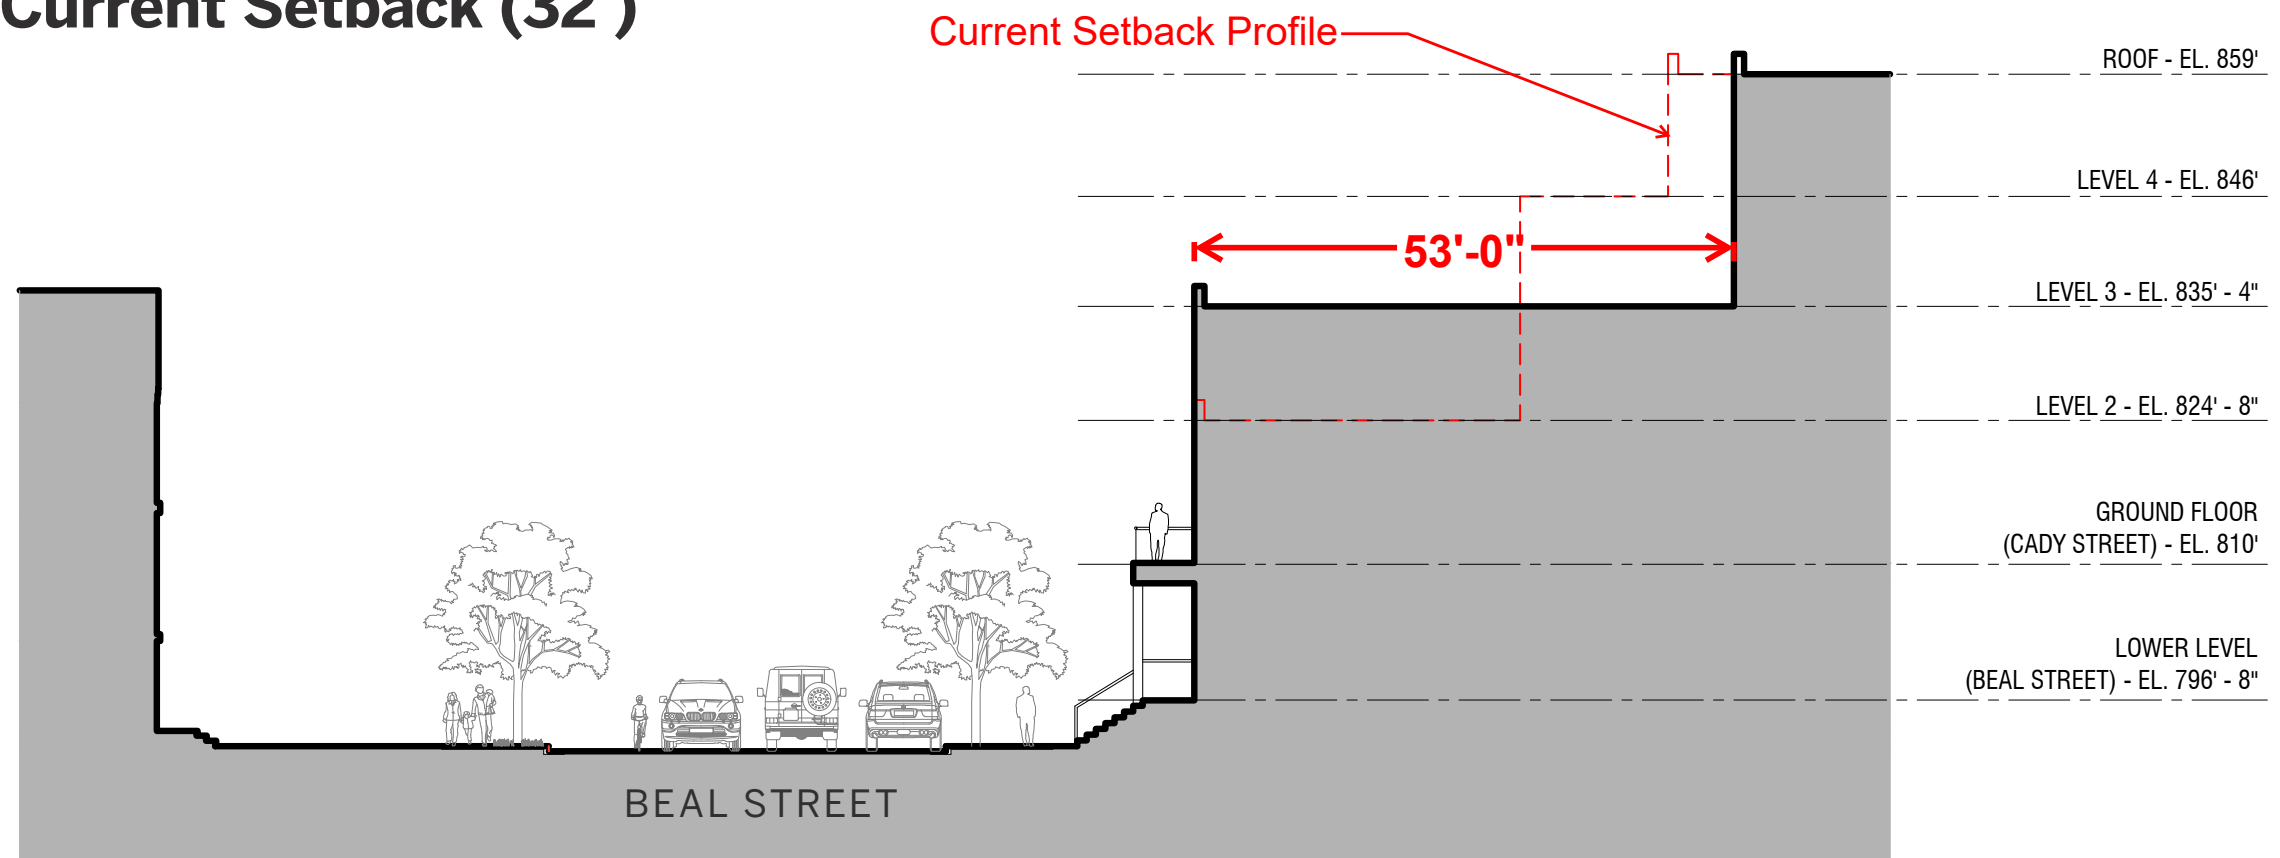 Current Setback (32')
Current Setback Profile
ROOF - EL. 859'
LEVEL 4 - EL. 846'
53'-0"
LEVEL 3 - EL. 835' - 4"
LEVEL 2 - EL. 824' - 8"
GROUND FLOOR
(CADY STREET) - EL. 810'
LOWER LEVEL
(BEAL STREET) - EL. 796' - 8"
BEAL STREET